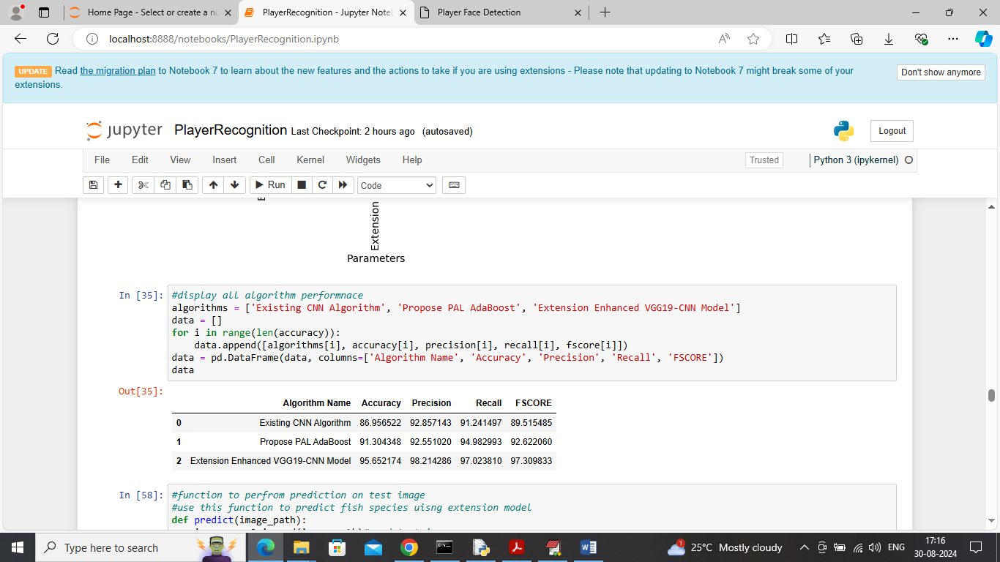 Home Page - Select or create a no
PlayerRecognition - Jupyter Noteb
Player Face Detection
localhost:8888/notebooks/PlayerRecognition.ipynb
UPDATE Read the migration plan to Notebook 7 to learn about the new features and the actions to take if you are using extensions - Please note that updating to Notebook 7 might break some of your
extensions.
Don't show anymore
jupyter PlayerRecognition Last Checkpoint: 2 hours ago (autosaved)
Logout
File Edit View Insert Cell Kernel Widgets Help
Trusted
Python 3 (ipykernel)
Run
Code
Extension
Parameters
In [35]:
#display all algorithm performnace
algorithms = ['Existing CNN Algorithm', 'Propose PAL AdaBoost', 'Extension Enhanced VGG19-CNN Model']
data = []
for i in range(len(accuracy)):
    data.append([algorithms[i], accuracy[i], precision[i], recall[i], fscore[i]])
data = pd.DataFrame(data, columns=['Algorithm Name', 'Accuracy', 'Precision', 'Recall', 'FSCORE'])
data
Out[35]:
Algorithm Name Accuracy Precision Recall FSCORE
0 Existing CNN Algorithm 86.956522 92.857143 91.241497 89.515485
1 Propose PAL AdaBoost 91.304348 92.551020 94.982993 92.622060
2 Extension Enhanced VGG19-CNN Model 95.652174 98.214286 97.023810 97.309833
In [58]:
#function to perfrom prediction on test image
#use this function to predict fish species uisng extension model
def predict(image_path):
Type here to search
1
25°C Mostly cloudy
ENG
17:16
30-08-2024